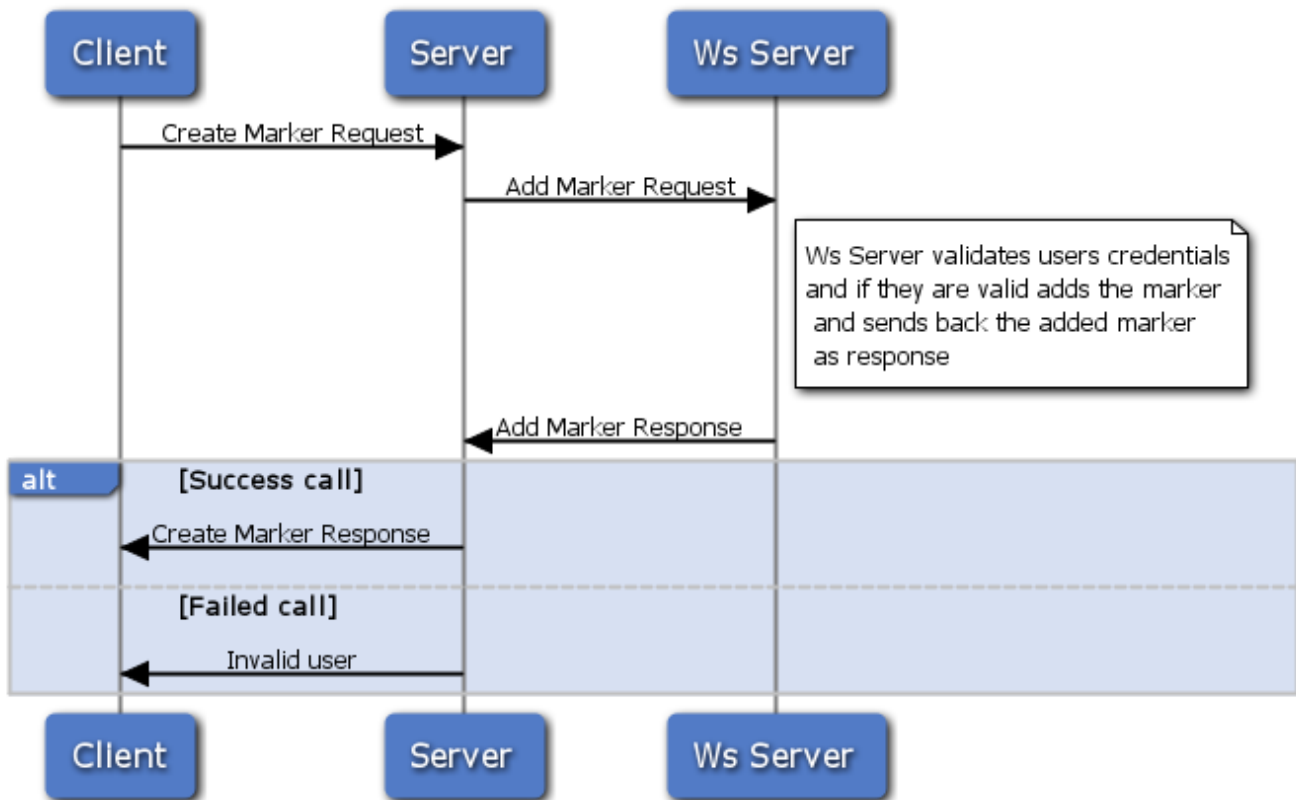 Client
Server
Ws Server
Create Marker Request
Add Marker Request
Ws Server validates users credentials
and if they are valid adds the marker
and sends back the added marker
as response
Add Marker Response
alt
[Success call]
Create Marker Response
[Failed call]
Invalid user
Client
Server
Ws Server